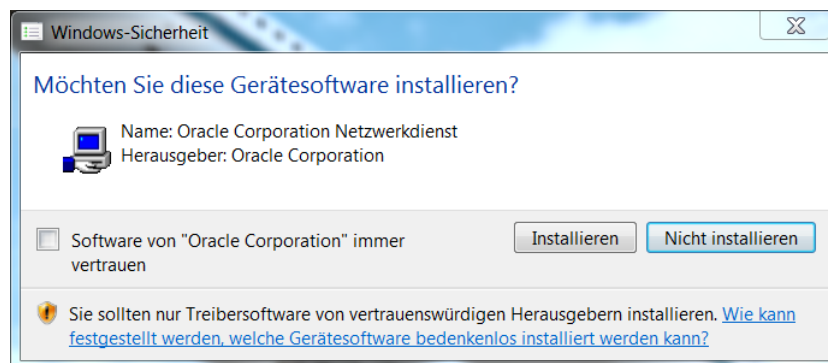 Windows-Sicherheit
Möchten Sie diese Gerätesoftware installieren?
Name: Oracle Corporation Netzwerkdienst
Herausgeber: Oracle Corporation
Software von "Oracle Corporation" immer
vertrauen
Installieren
Nicht installieren
Sie sollten nur Treibersoftware von vertrauenswürdigen Herausgebern installieren. Wie kann
festgestellt werden, welche Gerätesoftware bedenkenlos installiert werden kann?